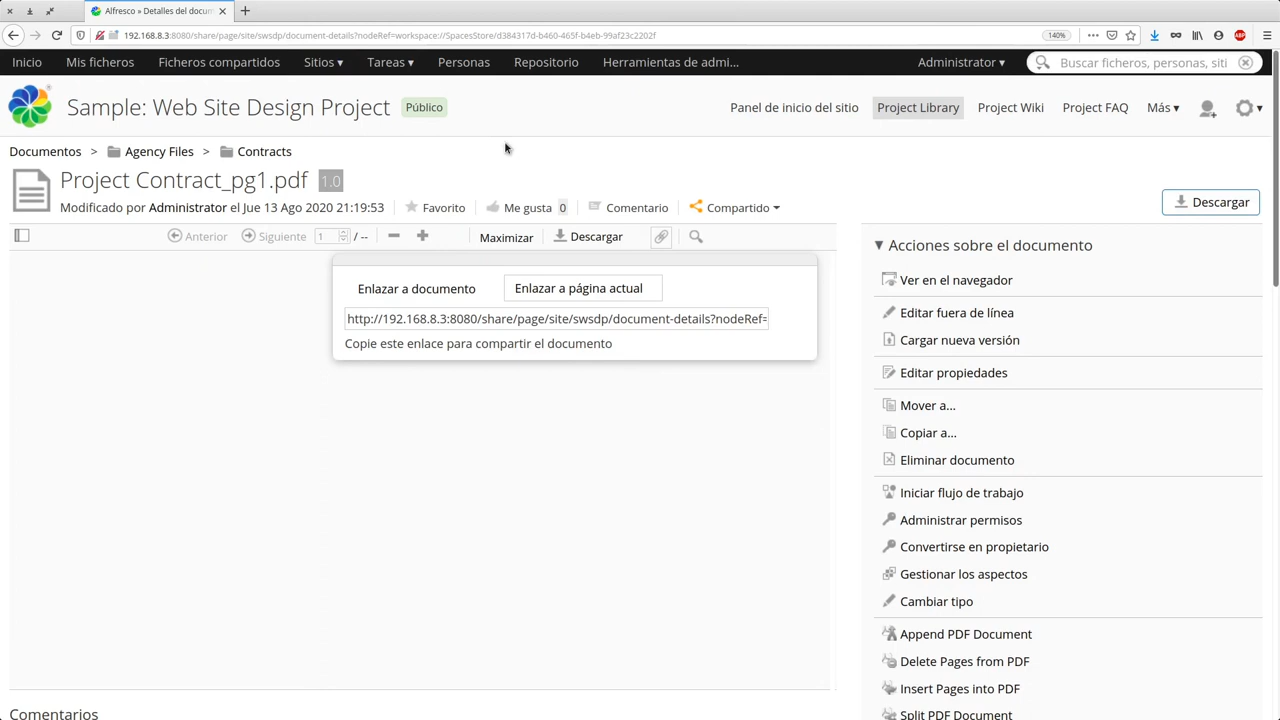 Alfresco » Detalles del docum
192.168.8.3:8080/share/page/site/swsdp/document-details?nodeRef=workspace://SpacesStore/d384317d-b460-465f-b4eb-99af23c2202f
140%
ABP
Inicio Mis ficheros Ficheros compartidos Sitios Tareas Personas Repositorio Herramientas de admi... Administrator Buscar ficheros, personas, siti
Sample: Web Site Design Project Público Panel de inicio del sitio Project Library Project Wiki Project FAQ Más
Documentos > Agency Files > Contracts
Project Contract_pg1.pdf 1.0
Modificado por Administrator el Jue 13 Ago 2020 21:19:53 Favorito Me gusta 0 Comentario Compartido
Descargar
Anterior Siguiente 1 / -- Maximizar Descargar
Enlazar a documento Enlazar a página actual
http://192.168.8.3:8080/share/page/site/swsdp/document-details?nodeRef=
Copie este enlace para compartir el documento
Acciones sobre el documento
Ver en el navegador
Editar fuera de línea
Cargar nueva versión
Editar propiedades
Mover a...
Copiar a...
Eliminar documento
Iniciar flujo de trabajo
Administrar permisos
Convertirse en propietario
Gestionar los aspectos
Cambiar tipo
Append PDF Document
Delete Pages from PDF
Insert Pages into PDF
Split PDF Document
Comentarios